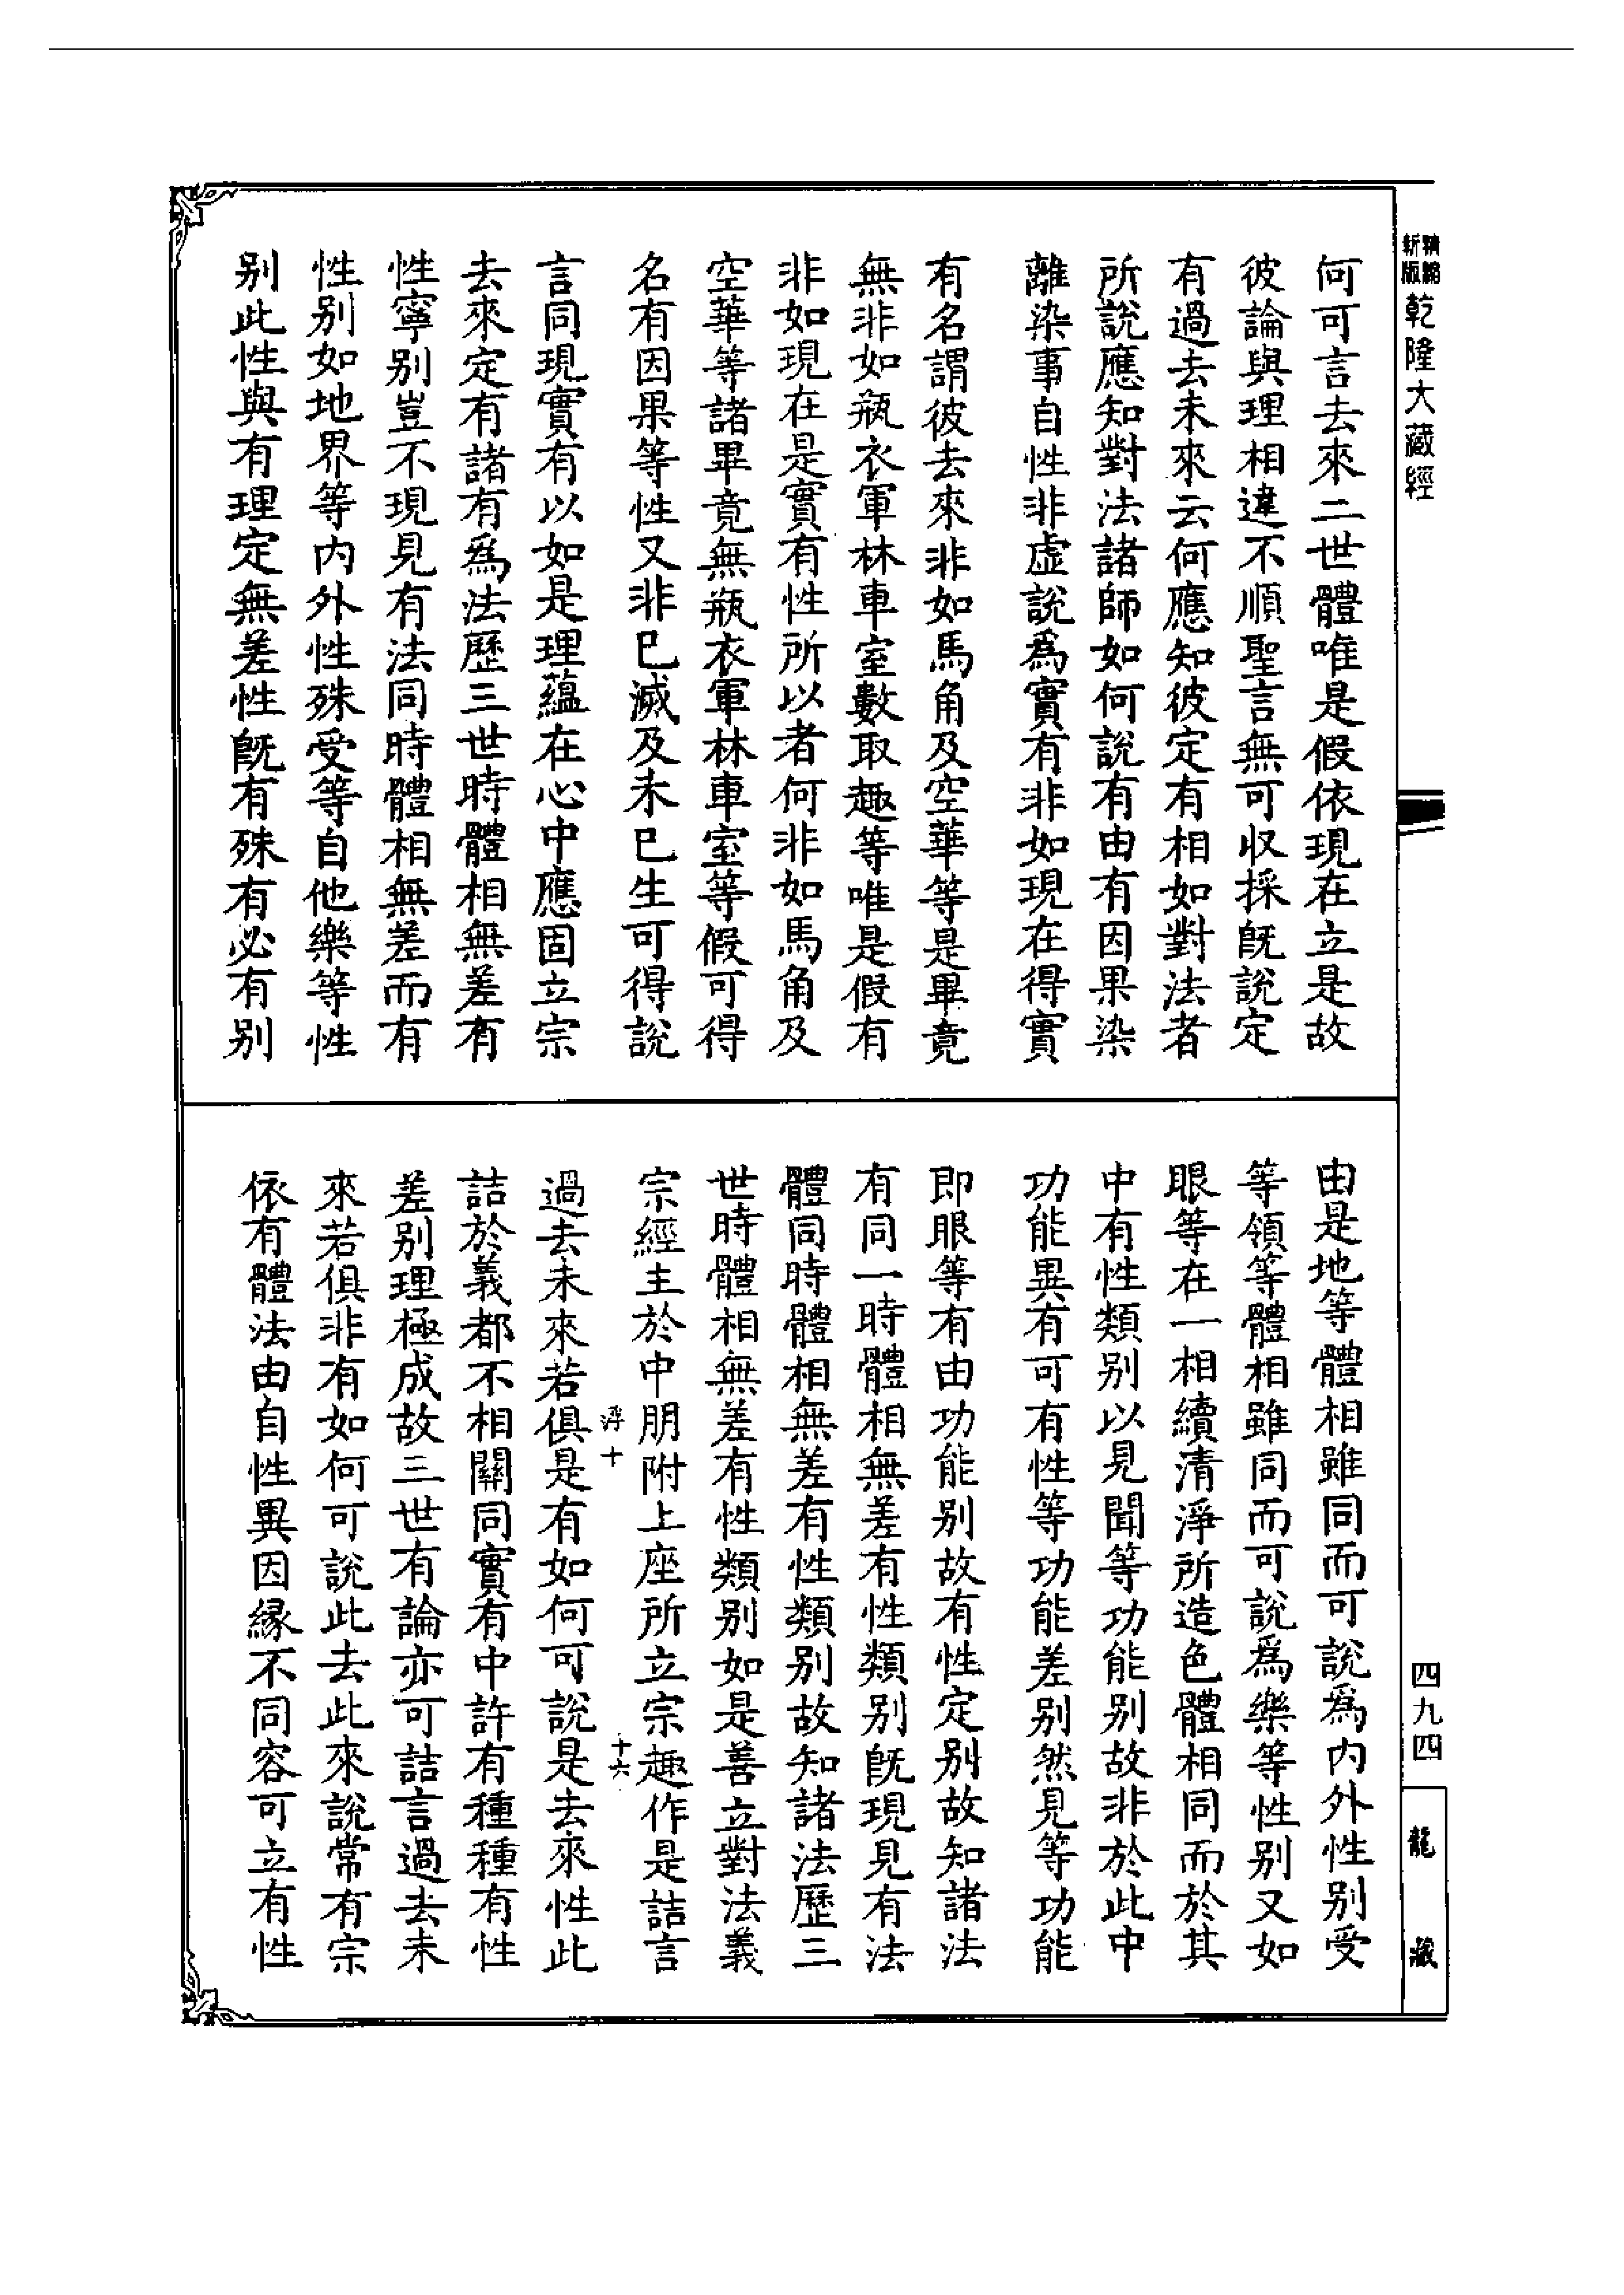 精縮新版乾隆大藏經
何可言去來二世體唯是假依現在立是故
彼論與理相違不順聖言無可収採旣說定
有過去未來云何應知彼定有相如對法者
所說應知對法諸師如何說有由有因果染
離染事自性非虛說爲實有非如現在得實
有名謂彼去來非如馬角及空華等是畢竟
無非如瓶衣軍林車室數取趣等唯是假有
非如現在是實有性所以者何非如馬角及
空華等諸畢竟無瓶衣軍林車室等假可得
名有因果等性又非巳滅及未巳生可得說
言同現實有以如是理蘊在心中應固立宗
去來定有諸有爲法歷三世時體相無差有
性寧別豈不現見有法同時體相無差而有
性別如地界等內外性殊受等自他樂等性
別此性與有理定無差性旣有殊有必有別
由是地等體相雖同而可說爲內外性別受
等領等體相雖同而可說爲樂等性別又如
眼等在一相續清淨所造色體相同而於其
中有性類別以見聞等功能別故非於此中
功能異有可有性等功能差別然見等功能
即眼等有由功能別故有性定別故知諸法
有同一時體相無差有性類別旣現見有法
體同時體相無差有性類別故知諸法歷三
世時體相無差有性類別如是善立對法義
宗經主於中朋附上座所立宗趣作是詰言
浮十
十六
過去未來若俱是有如何可說是去來性此
詰於義都不相關同實有中許有種種有性
差別理極成故三世有論亦可詰言過去未
來若俱非有如何可說此去此來說常有宗
依有體法由自性異因緣不同容可立有性
四九四
龍藏